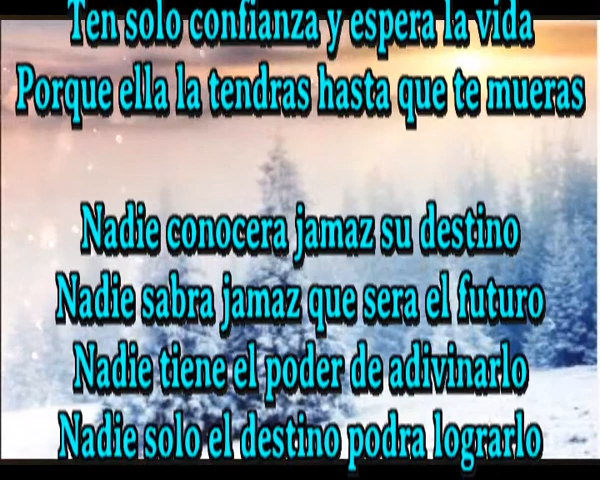 Ten solo confianza y espera la vida
Porque ella la tendras hasta que te mueras
Nadie conocera jamaz su destino
Nadie sabra jamaz que sera el futuro
Nadie tiene el poder de adivinarlo
Nadie solo el destino podra lograrlo